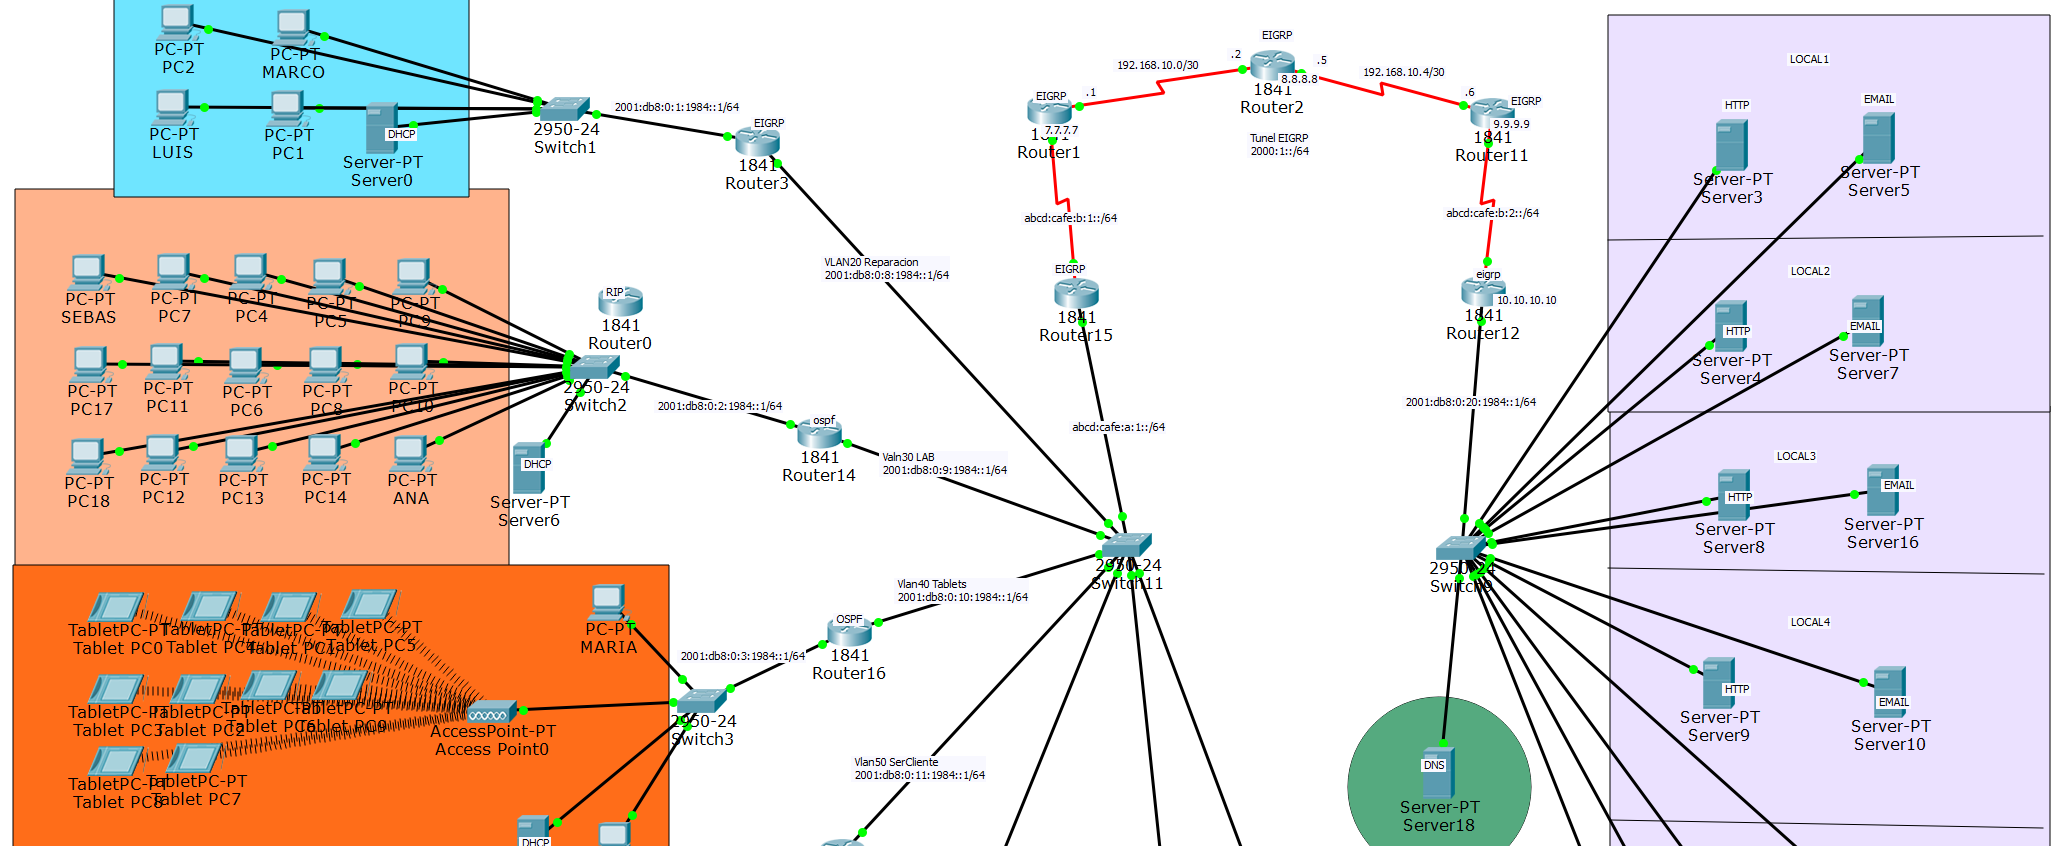 PC-PT
PC2
PC-PT
MARCO
PC-PT
LUIS
PC-PT
PC1
DHCP
Server-PT
Server0
2950-24
Switch1
2001:db8:0:1:1984::1/64
EIGRP
1841
Router3
PC-PT
SEBAS
PC-PT
PC7
PC-PT
PC4
PC-PT
PC5
PC-PT
PC9
PC-PT
PC17
PC-PT
PC11
PC-PT
PC6
PC-PT
PC8
PC-PT
PC10
PC-PT
PC18
PC-PT
PC12
PC-PT
PC13
PC-PT
PC14
PC-PT
ANA
RIP
1841
Router0
2950-24
Switch2
DHCP
Server-PT
Server6
2001:db8:0:2:1984::1/64
ospf
1841
Router14
Valn30 LAB
2001:db8:0:9:1984::1/64
VLAN20 Reparacion
2001:db8:0:8:1984::1/64
TabletPC-PT
Tablet PC0
TabletPC-PT
TabletPC-PT
TabletPC-PT
Tablet PC5
TabletPC-PT
Tablet PC3
TabletPC-PT
Tablet PC2
TabletPC-PT
TabletPC-PT
Tablet PC9
TabletPC-PT
Tablet PC8
TabletPC-PT
Tablet PC7
AccessPoint-PT
Access Point0
PC-PT
MARIA
2950-24
Switch3
DHCP
2001:db8:0:3:1984::1/64
OSPF
1841
Router16
Vlan40 Tablets
2001:db8:0:10:1984::1/64
Vlan50 SerCliente
2001:db8:0:11:1984::1/64
2950-24
Switch11
abcd:cafe:a:1::/64
EIGRP
1841
Router15
abcd:cafe:b:1::/64
EIGRP
.1
7.7.7.7
1841
Router1
192.168.10.0/30
.2
EIGRP
.5
8.8.8.8
1841
Router2
Tunel EIGRP
2000:1::/64
192.168.10.4/30
.6
EIGRP
9.9.9.9
1841
Router11
abcd:cafe:b:2::/64
eigrp
10.10.10.10
1841
Router12
2001:db8:0:20:1984::1/64
2950-24
Switch9
DNS
Server-PT
Server18
LOCAL1
HTTP
Server-PT
Server3
EMAIL
Server-PT
Server5
LOCAL2
HTTP
Server-PT
Server4
EMAIL
Server-PT
Server7
LOCAL3
HTTP
Server-PT
Server8
EMAIL
Server-PT
Server16
LOCAL4
HTTP
Server-PT
Server9
EMAIL
Server-PT
Server10